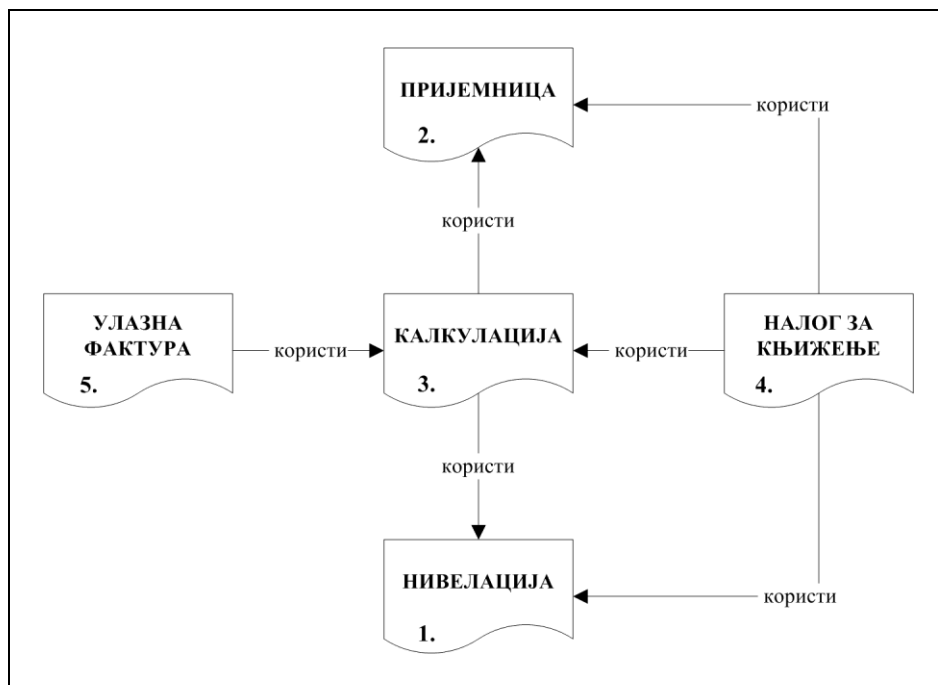 ПРИЈЕМНИЦА
2.
користи
користи
УЛАЗНА
ФАКТУРА
5.
користи
КАЛКУЛАЦИЈА
3.
користи
НАЛОГ ЗА
КЊИЖЕЊЕ
4.
користи
НИВЕЛАЦИЈА
1.
користи